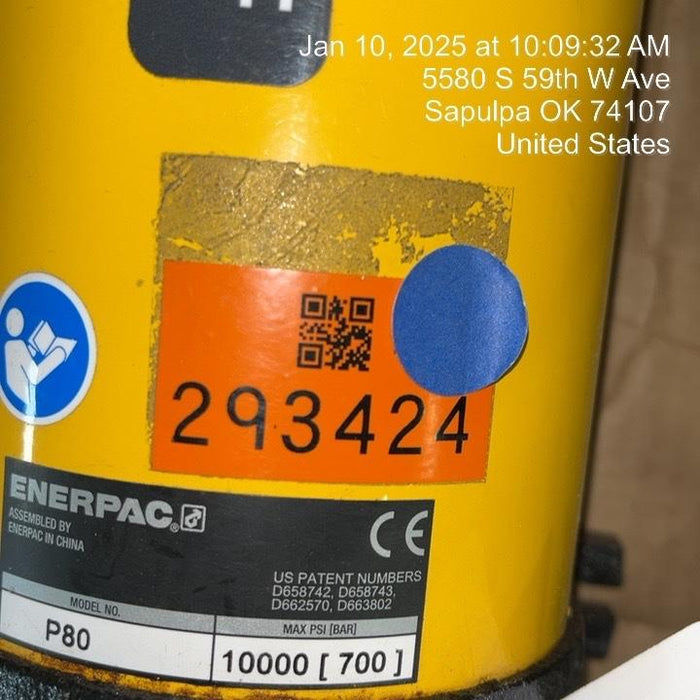 Jan 10, 2025 at 10:09:32 AM
5580 S 59th W Ave
Sapulpa OK 74107
United States
293424
ENERPAC®
ASSEMBLED BY
ENERPAC IN CHINA
CE
US PATENT NUMBERS
D658742, D658743,
D662570, D663802
MODEL NO.
P80
MAX PSI [BAR]
10000 [ 700 ]